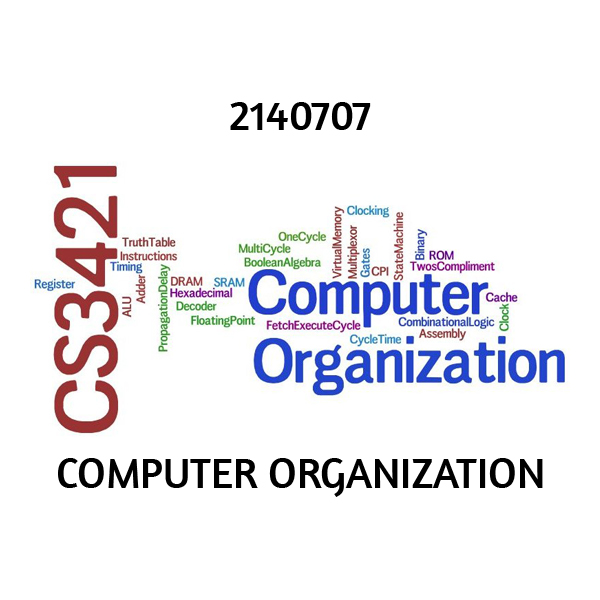 2140707
CS3421
Register
TruthTable
Instructions
Timing
ALU
Adder
PropagationDelay
DRAM
Hexadecimal
Decoder
FloatingPoint
SRAM
OneCycle
MultiCycle
BooleanAlgebra
VirtualMemory
Clocking
Multiplexor
Gates
CPI
StateMachine
Binary
ROM
TwosCompliment
Computer
Cache
Clock
FetchExecuteCycle
CombinationalLogic
CycleTime
Assembly
Organization
COMPUTER ORGANIZATION